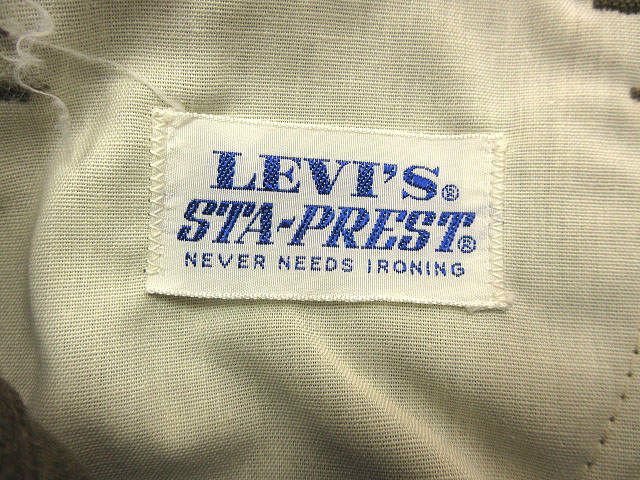 LEVI'S®
STA-PREST®
NEVER NEEDS IRONING